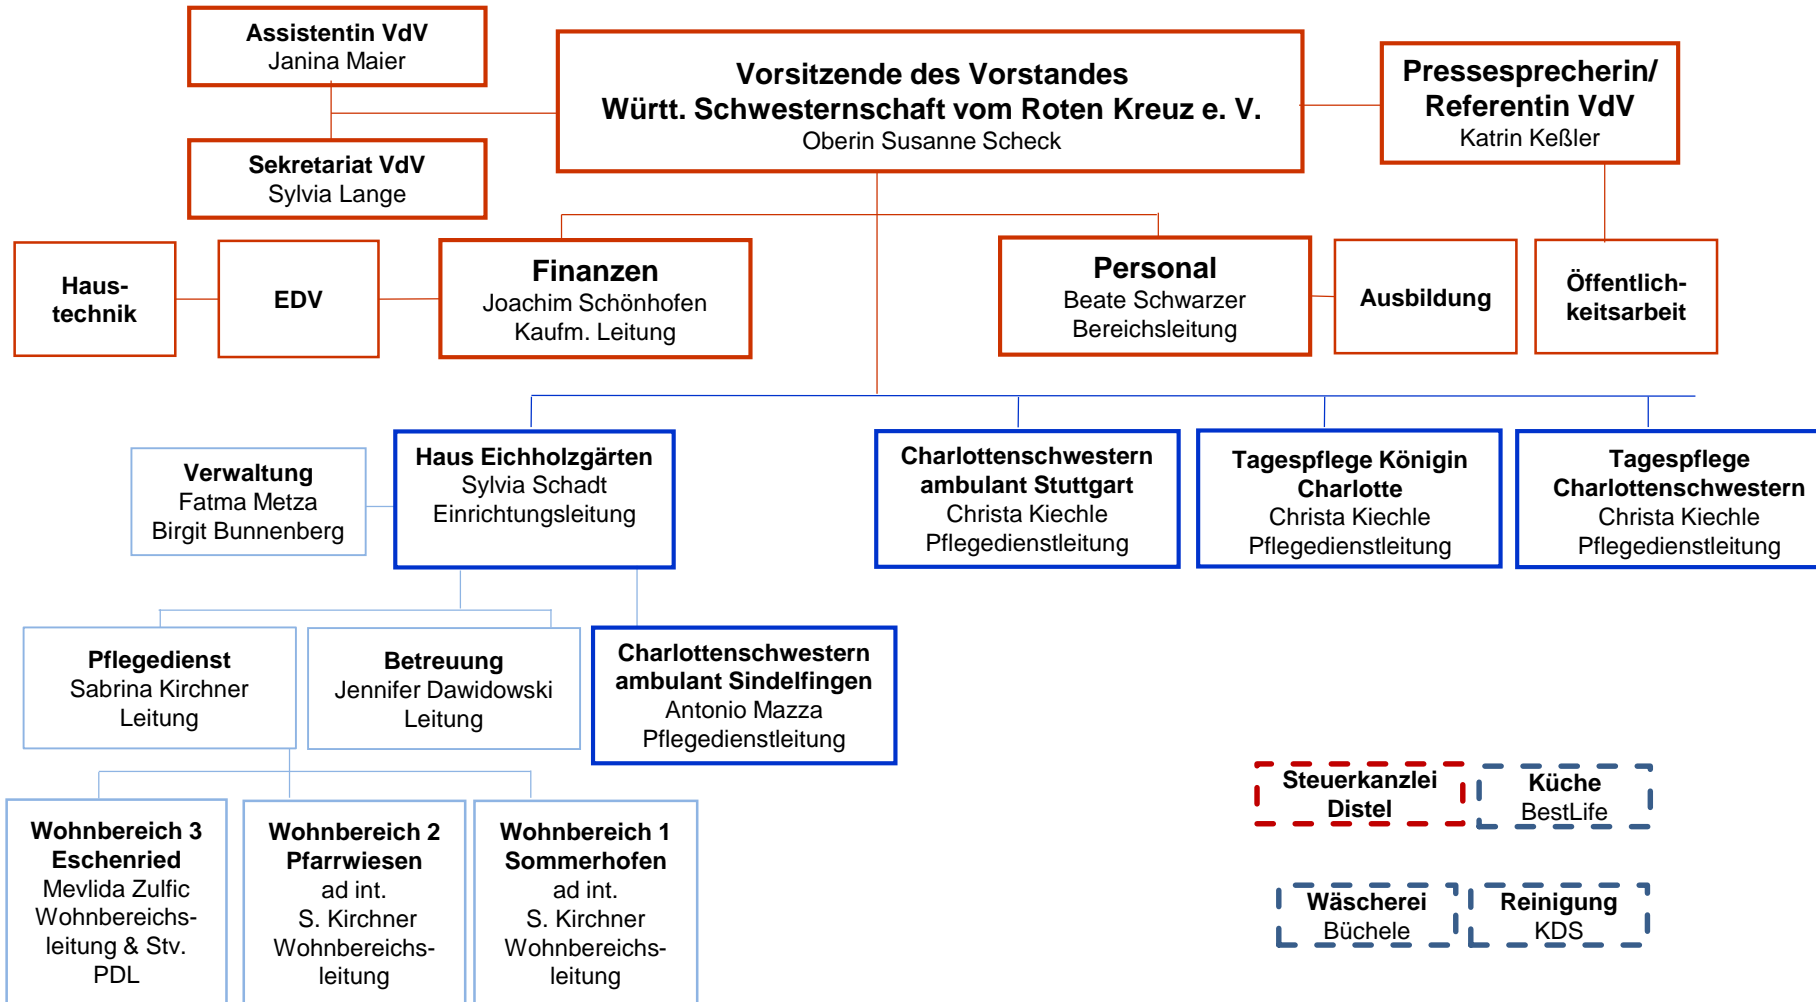 Assistentin VdV
Janina Maier
Vorsitzende des Vorstandes
Württ. Schwesternschaft vom Roten Kreuz e. V.
Oberin Susanne Scheck
Pressesprecherin/
Referentin VdV
Katrin Keßler
Sekretariat VdV
Sylvia Lange
Haus-
technik
EDV
Finanzen
Joachim Schönhofen
Kaufm. Leitung
Personal
Beate Schwarzer
Bereichsleitung
Ausbildung
Öffentlich-
keitsarbeit
Verwaltung
Fatma Metza
Birgit Bunnenberg
Haus Eichholzgärten
Sylvia Schadt
Einrichtungsleitung
Charlottenschwestern
ambulant Stuttgart
Christa Kiechle
Pflegedienstleitung
Tagespflege Königin
Charlotte
Christa Kiechle
Pflegedienstleitung
Tagespflege
Charlottenschwestern
Christa Kiechle
Pflegedienstleitung
Pflegedienst
Sabrina Kirchner
Leitung
Betreuung
Jennifer Dawidowski
Leitung
Charlottenschwestern
ambulant Sindelfingen
Antonio Mazza
Pflegedienstleitung
Wohnbereich 3
Eschenried
Mevlida Zulfic
Wohnbereichs-
leitung & Stv.
PDL
Wohnbereich 2
Pfarrwiesen
ad int.
S. Kirchner
Wohnbereichs-
leitung
Wohnbereich 1
Sommerhofen
ad int.
S. Kirchner
Wohnbereichs-
leitung
Steuerkanzlei
Distel
Küche
BestLife
Wäscherei
Büchele
Reinigung
KDS